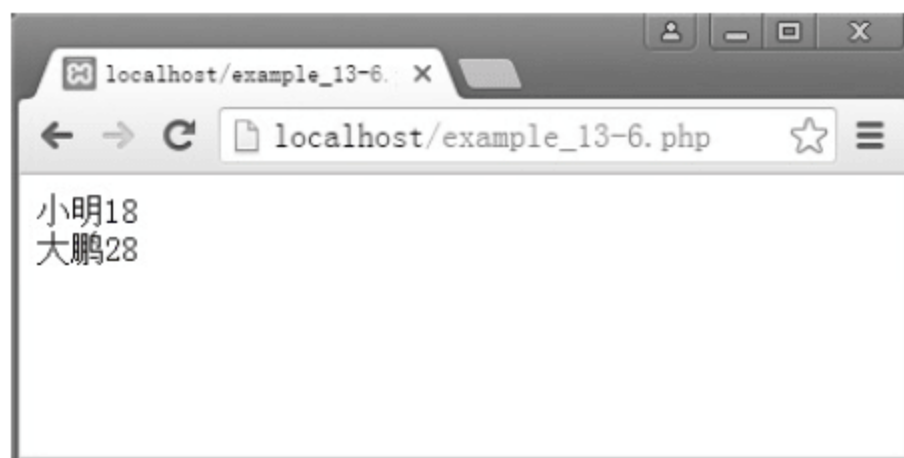 localhost/example_13-6.
localhost/example_13-6.php
小明18
大鹏28